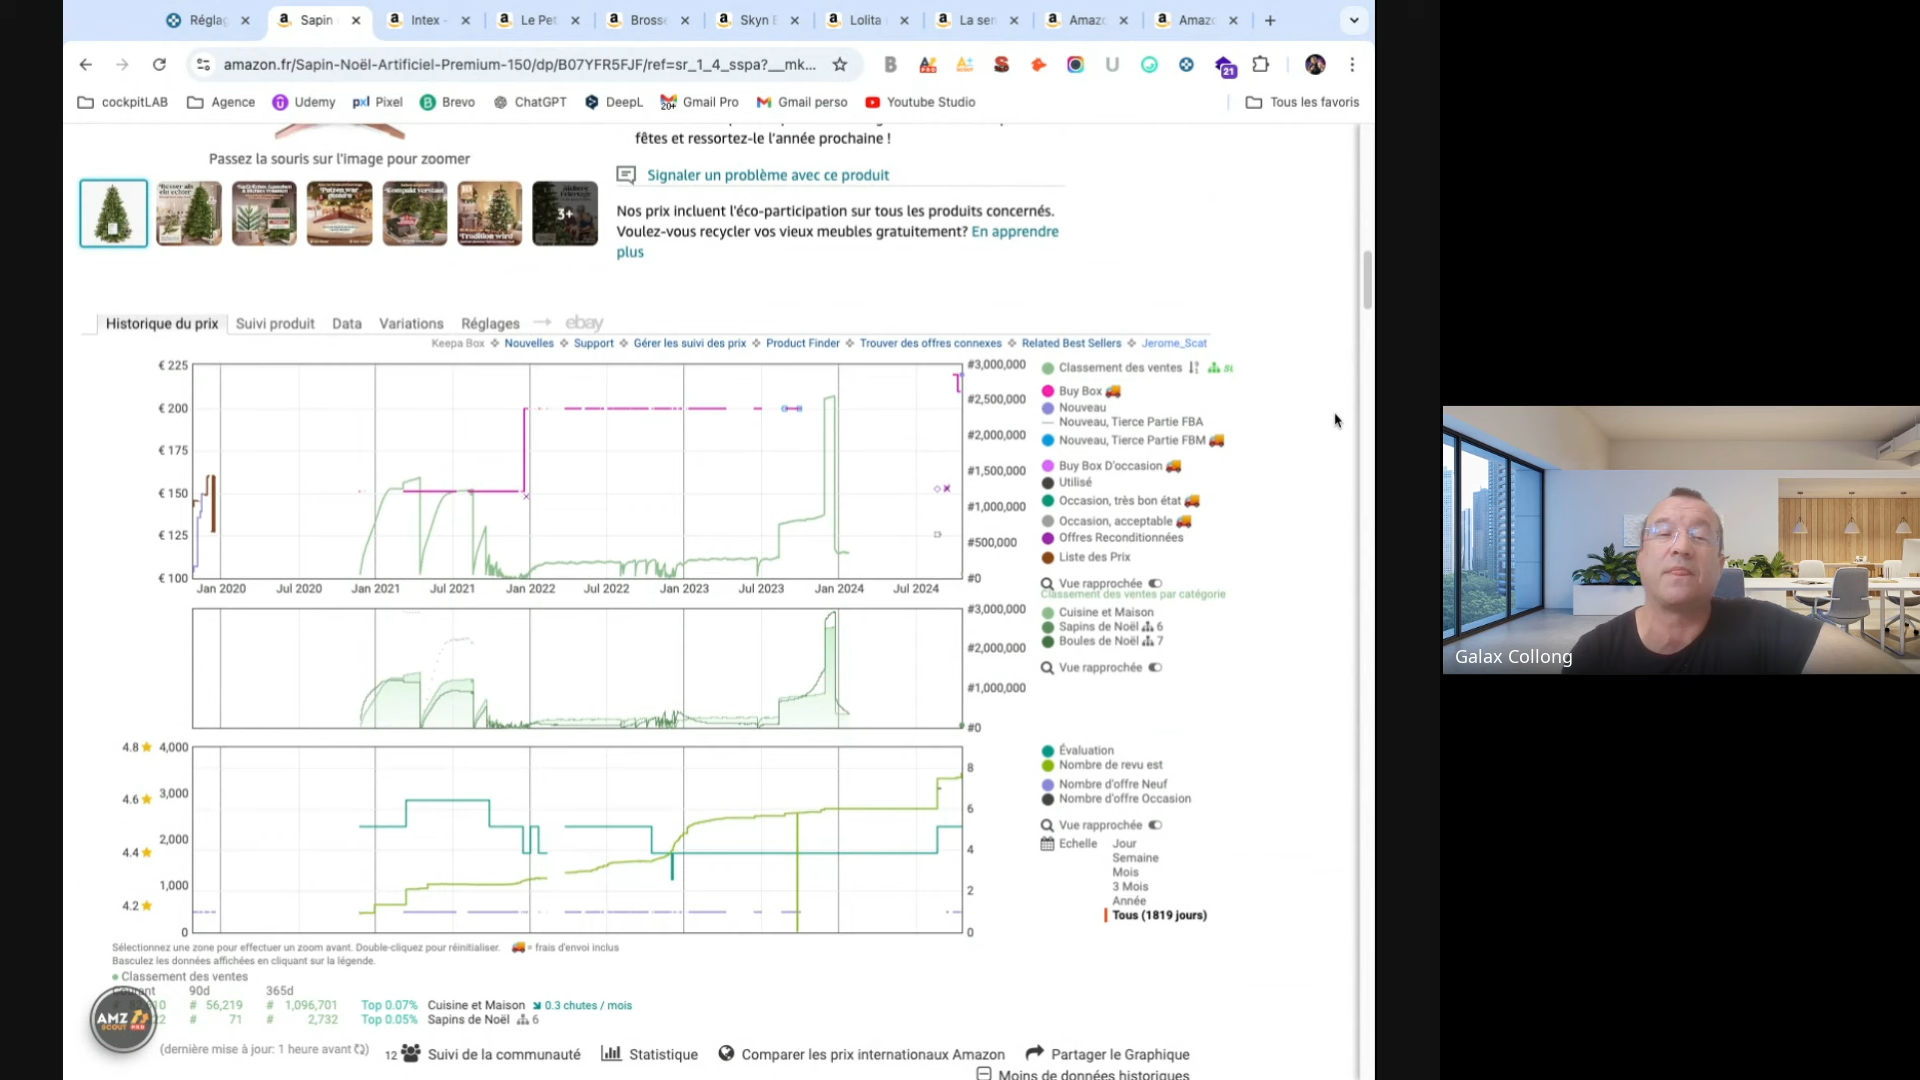 Réglag
Sapin
Intex -
Le Pet
Brosse
Skyn E
Lolita
La sen
Amazo
Amazo
amazon.fr/Sapin-Noël-Artificiel-Premium-150/dp/B07YFR5FJF/ref=sr_1_4_sspa?__mk...
21
cockpitLAB
Agence
Udemy
pxl Pixel
Brevo
ChatGPT
DeepL
Gmail Pro
Gmail perso
Youtube Studio
Tous les favoris
fêtes et ressortez-le l'année prochaine !
Passez la souris sur l'image pour zoomer
Signaler un problème avec ce produit
3+
Nos prix incluent l'éco-participation sur tous les produits concernés.
Voulez-vous recycler vos vieux meubles gratuitement? En apprendre
plus
Historique du prix Suivi produit Data Variations Réglages → ebay
Keepa Box Nouvelles Support Gérer les suivi des prix Product Finder Trouver des offres connexes Related Best Sellers Jerome_Scat
€ 225
€ 200
€ 175
€ 150
€ 125
€ 100
#3,000,000
#2,500,000
#2,000,000
#1,500,000
#1,000,000
#500,000
#0
Jan 2020 Jul 2020 Jan 2021 Jul 2021 Jan 2022 Jul 2022 Jan 2023 Jul 2023 Jan 2024 Jul 2024
Classement des ventes
Buy Box
Nouveau
Nouveau, Tierce Partie FBA
Nouveau, Tierce Partie FBM
Buy Box D'occasion
Utilisé
Occasion, très bon état
Occasion, acceptable
Offres Reconditionnées
Liste des Prix
Vue rapprochée
Classement des ventes par catégorie
#3,000,000
#2,000,000
#1,000,000
#0
Cuisine et Maison
Sapins de Noël 6
Boules de Noël 7
Vue rapprochée
4.8 4,000
4.6 3,000
2,000
4.4
1,000
4.2
0
8
6
4
2
0
Évaluation
Nombre de revu est
Nombre d'offre Neuf
Nombre d'offre Occasion
Vue rapprochée
Echelle
Jour
Semaine
Mois
3 Mois
Année
Tous (1819 jours)
Sélectionnez une zone pour effectuer un zoom avant. Double-cliquez pour réinitialiser. = frais d'envoi inclus
Basculez les données affichées en cliquant sur la légende.
Classement des ventes
90d 365d
# 56,219 # 1,096,701 Top 0.07% Cuisine et Maison 0.3 chutes / mois
# 71 # 2,732 Top 0.05% Sapins de Noël 6
AMZ
SCOUT PRO
(dernière mise à jour: 1 heure avant )
12 Suivi de la communauté
Statistique
Comparer les prix internationaux Amazon
Partager le Graphique
Moins de données historiques
Galax Collong